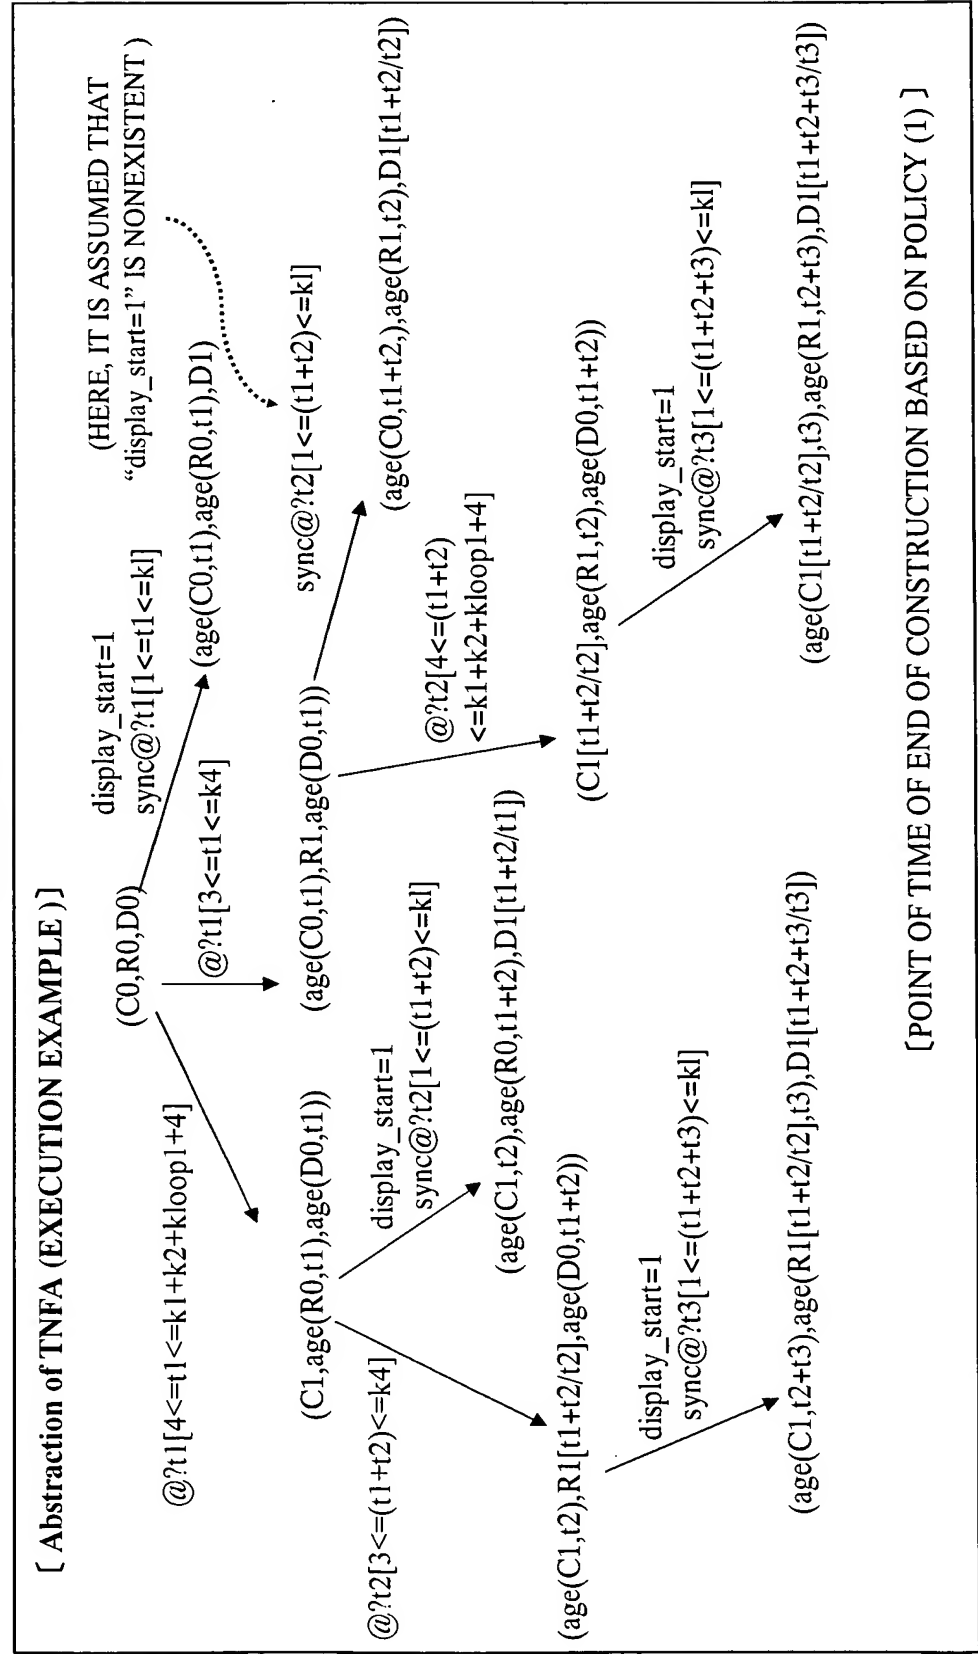 [ Abstraction of TNFA (EXECUTION EXAMPLE )]
(C0,R0,D0)
@?t1[4<=t1<=k1+k2+kloop1+4]
@?t1[3<=t1<=k4]
display_start=1
sync@?t1[1<=t1<=kl]
(HERE, IT IS ASSUMED THAT
“display_start=1” IS NONEXISTENT )
(age(C0,t1),age(R0,t1),D1)
(C1,age(R0,t1),age(D0,t1))
(age(C0,t1),R1,age(D0,t1))
sync@?t2[1<=(t1+t2)<=kl]
@?t2[3<=(t1+t2)<=k4]
display_start=1
sync@?t2[1<=(t1+t2)<=kl]
@?t2[4<=(t1+t2)
<=k1+k2+kloop1+4]
(age(C0,t1+t2,),age(R1,t2),D1[t1+t2/t2])
(age(C1,t2),age(R0,t1+t2),D1[t1+t2/t1])
(age(C1,t2),R1[t1+t2/t2],age(D0,t1+t2))
(C1[t1+t2/t2],age(R1,t2),age(D0,t1+t2))
display_start=1
sync@?t3[1<=(t1+t2+t3)<=kl]
display_start=1
sync@?t3[1<=(t1+t2+t3)<=kl]
(age(C1,t2+t3),age(R1[t1+t2/t2],t3),D1[t1+t2+t3/t3])
(age(C1[t1+t2/t2],t3),age(R1,t2+t3),D1[t1+t2+t3/t3])
[POINT OF TIME OF END OF CONSTRUCTION BASED ON POLICY (1) ]